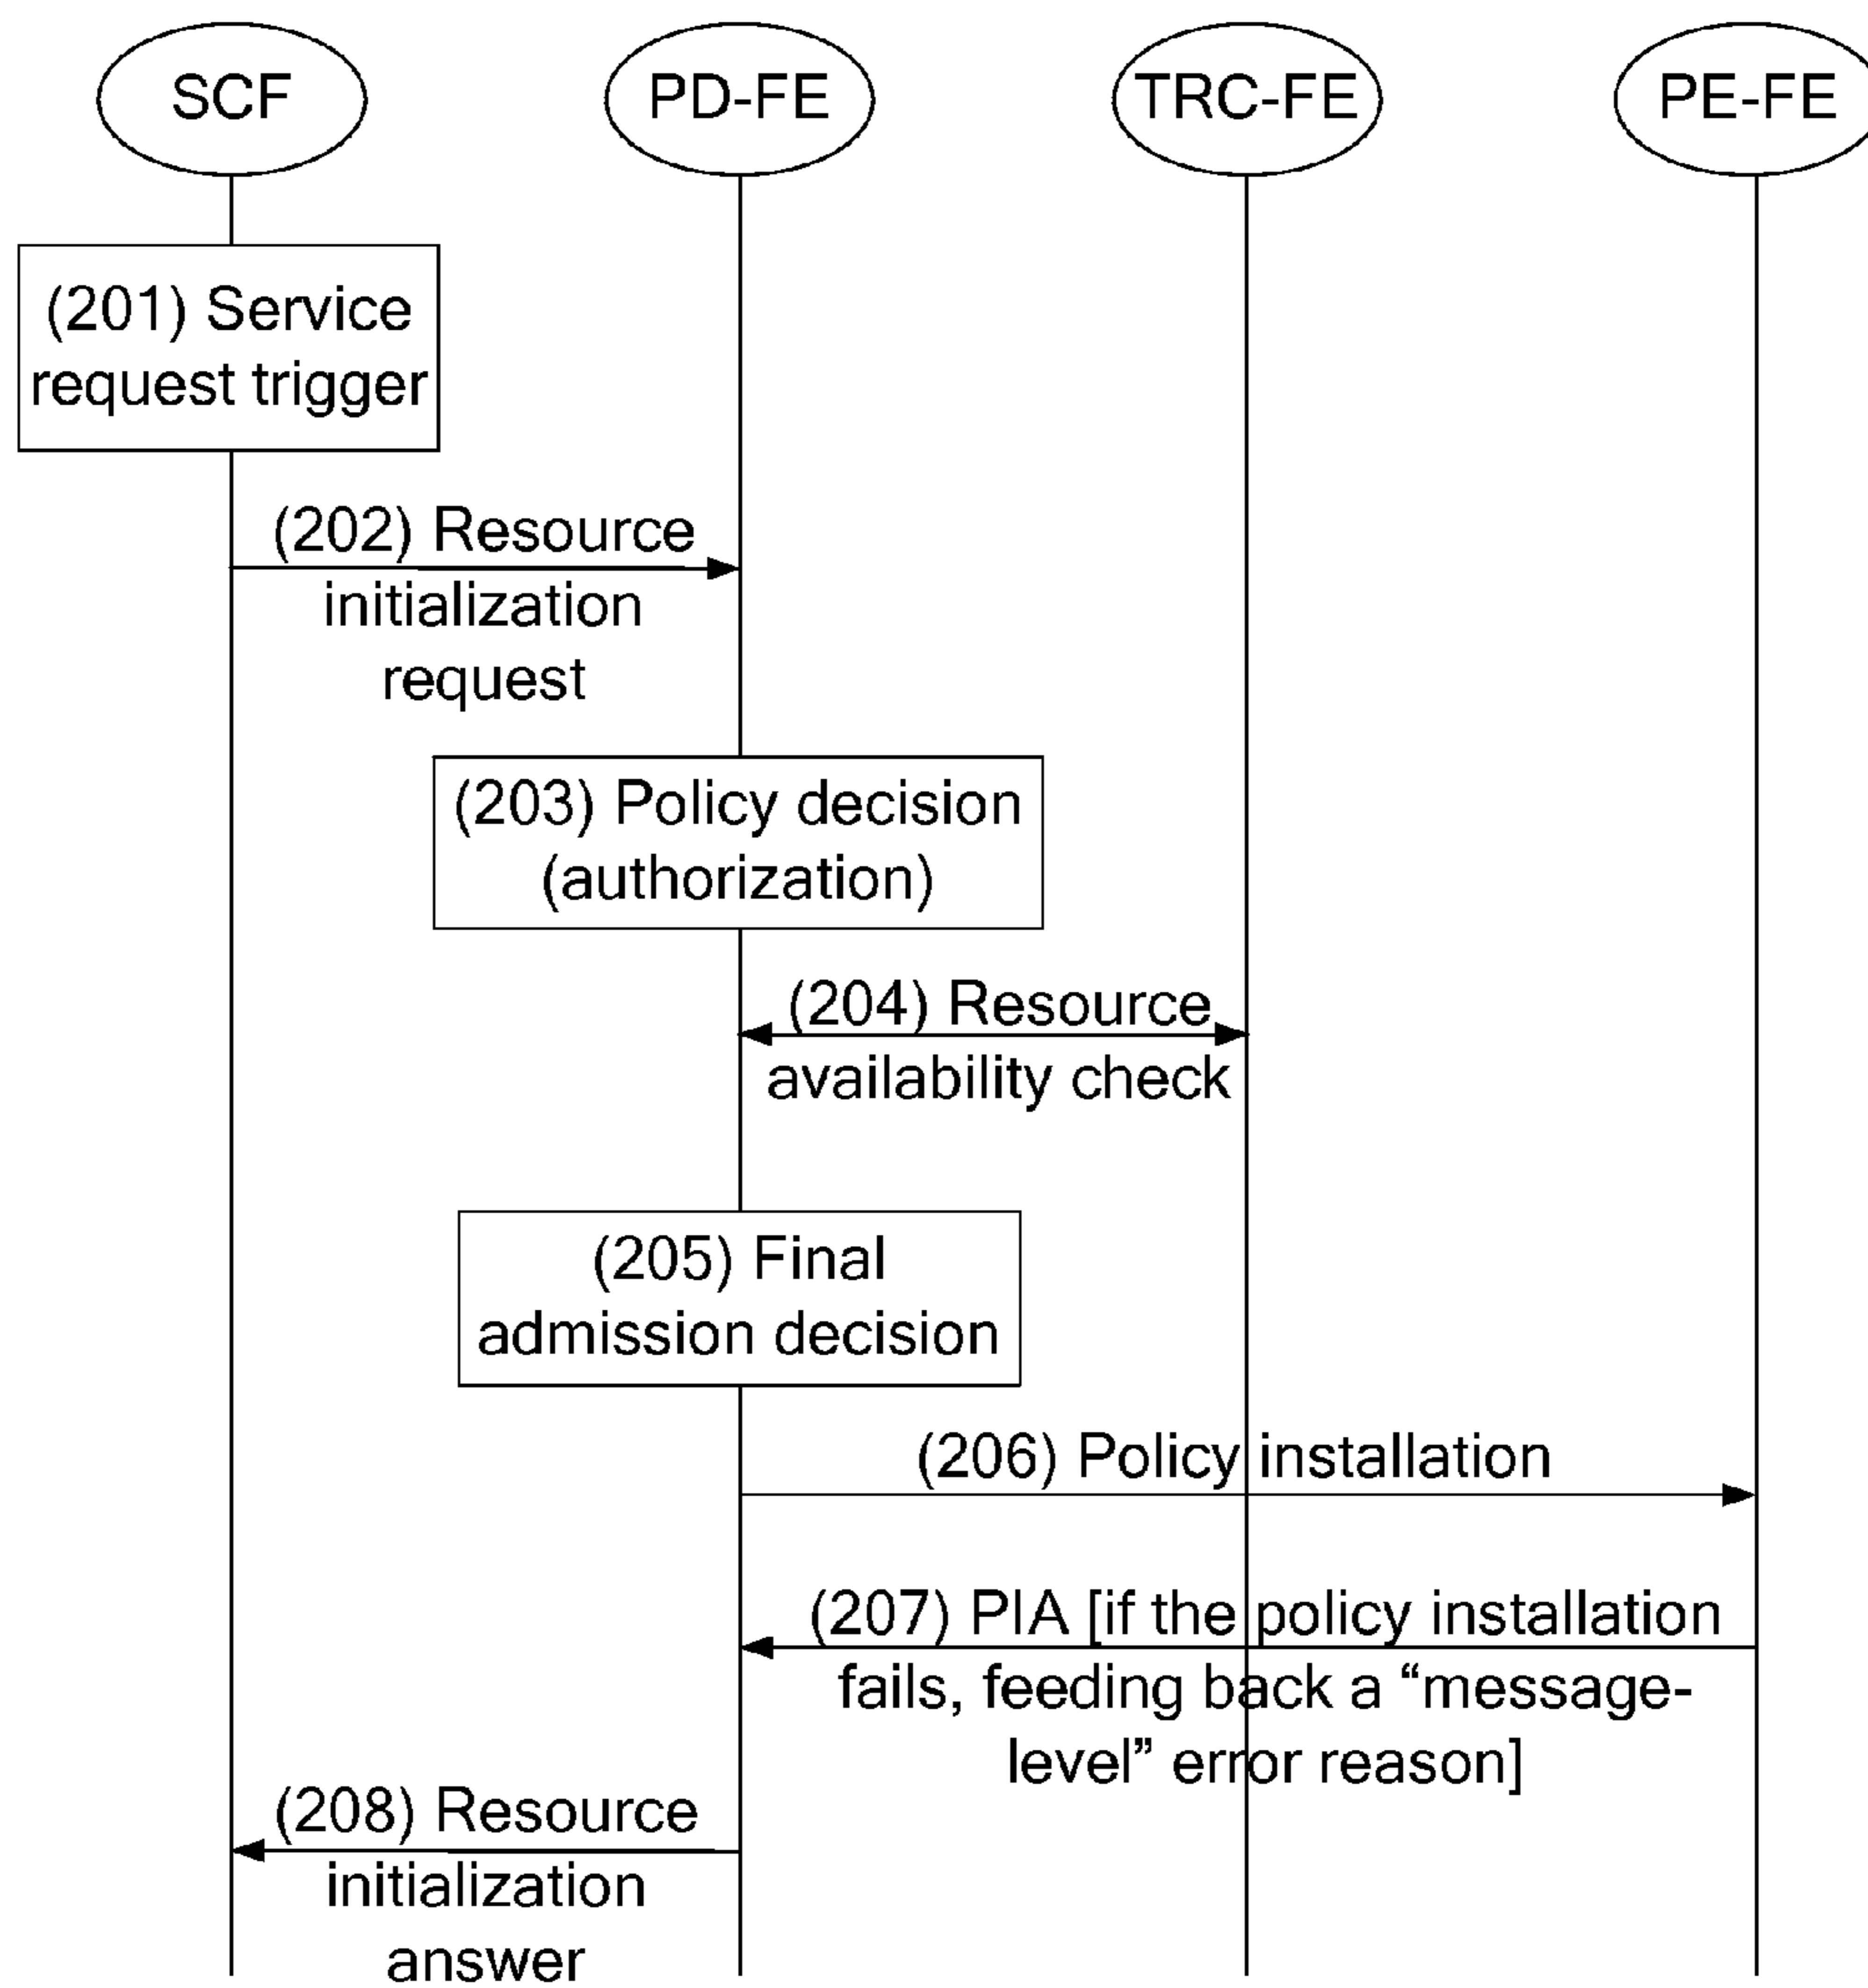 SCF
PD-FE
TRC-FE
PE-FE
(201) Service
request trigger
(202) Resource
initialization
request
(203) Policy decision
(authorization)
(204) Resource
availability check
(205) Final
admission decision
(206) Policy installation
(207) PIA [if the policy installation
fails, feeding back a “message-
level” error reason]
(208) Resource
initialization
answer